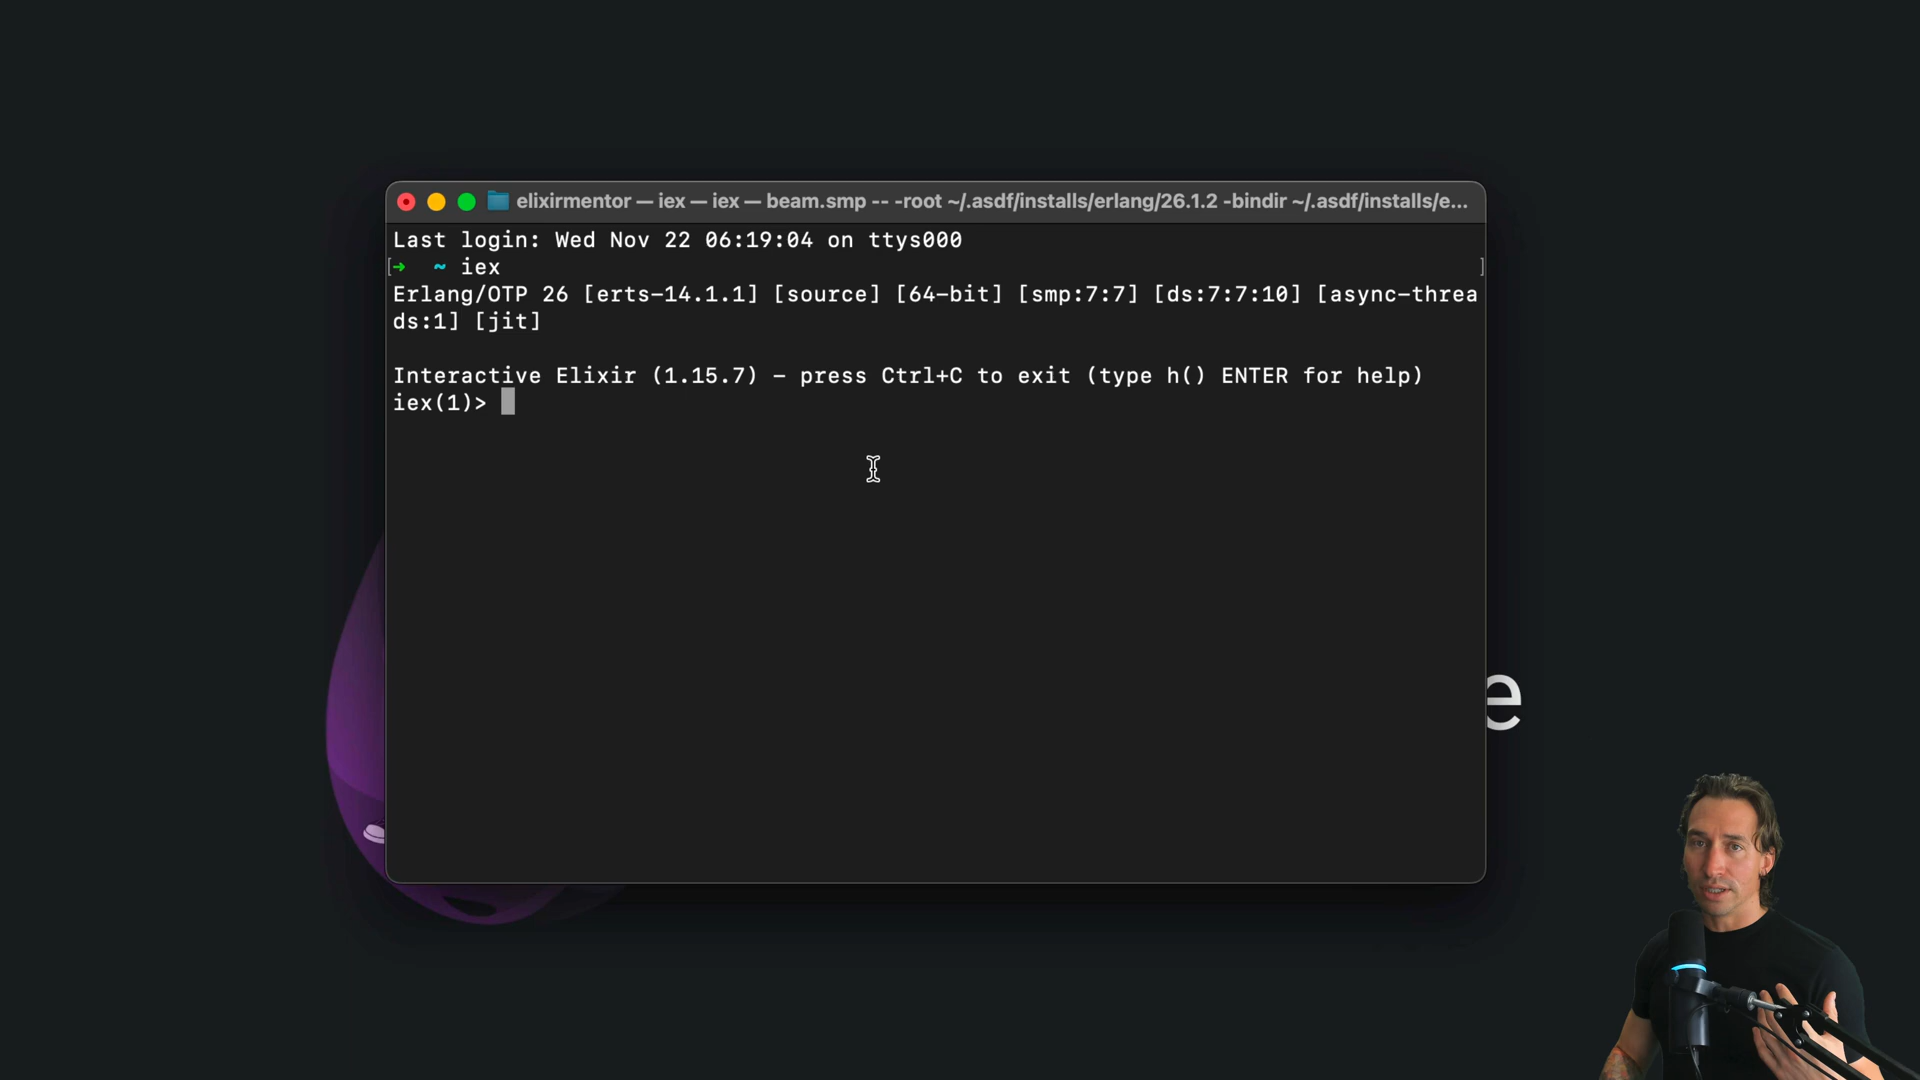 elixirmentor — iex — iex — beam.smp -- -root ~/.asdf/installs/erlang/26.1.2 -bindir ~/.asdf/installs/e...
Last login: Wed Nov 22 06:19:04 on ttys000
[➜  ~ iex ]
Erlang/OTP 26 [erts-14.1.1] [source] [64-bit] [smp:7:7] [ds:7:7:10] [async-threa
ds:1] [jit]
Interactive Elixir (1.15.7) - press Ctrl+C to exit (type h() ENTER for help)
iex(1)>
e